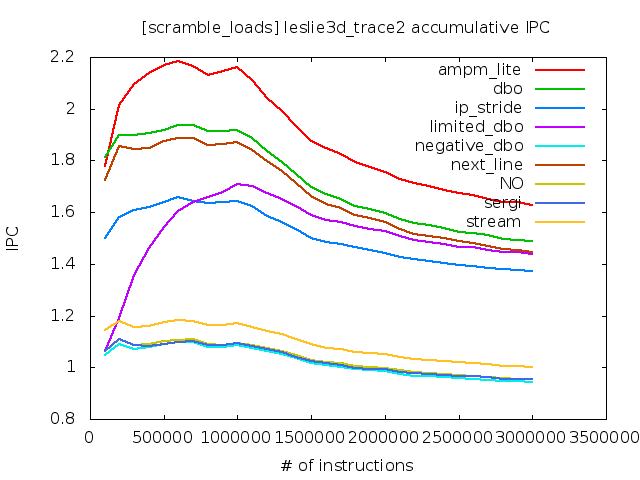 [scramble_loads] leslie3d_trace2 accumulative IPC
2.2
2
1.8
1.6
1.4
1.2
1
0.8
IPC
ampm_lite
dbo
ip_stride
limited_dbo
negative_dbo
next_line
NO
sergi
stream
0 500000 1000000 1500000 2000000 2500000 3000000 3500000
# of instructions